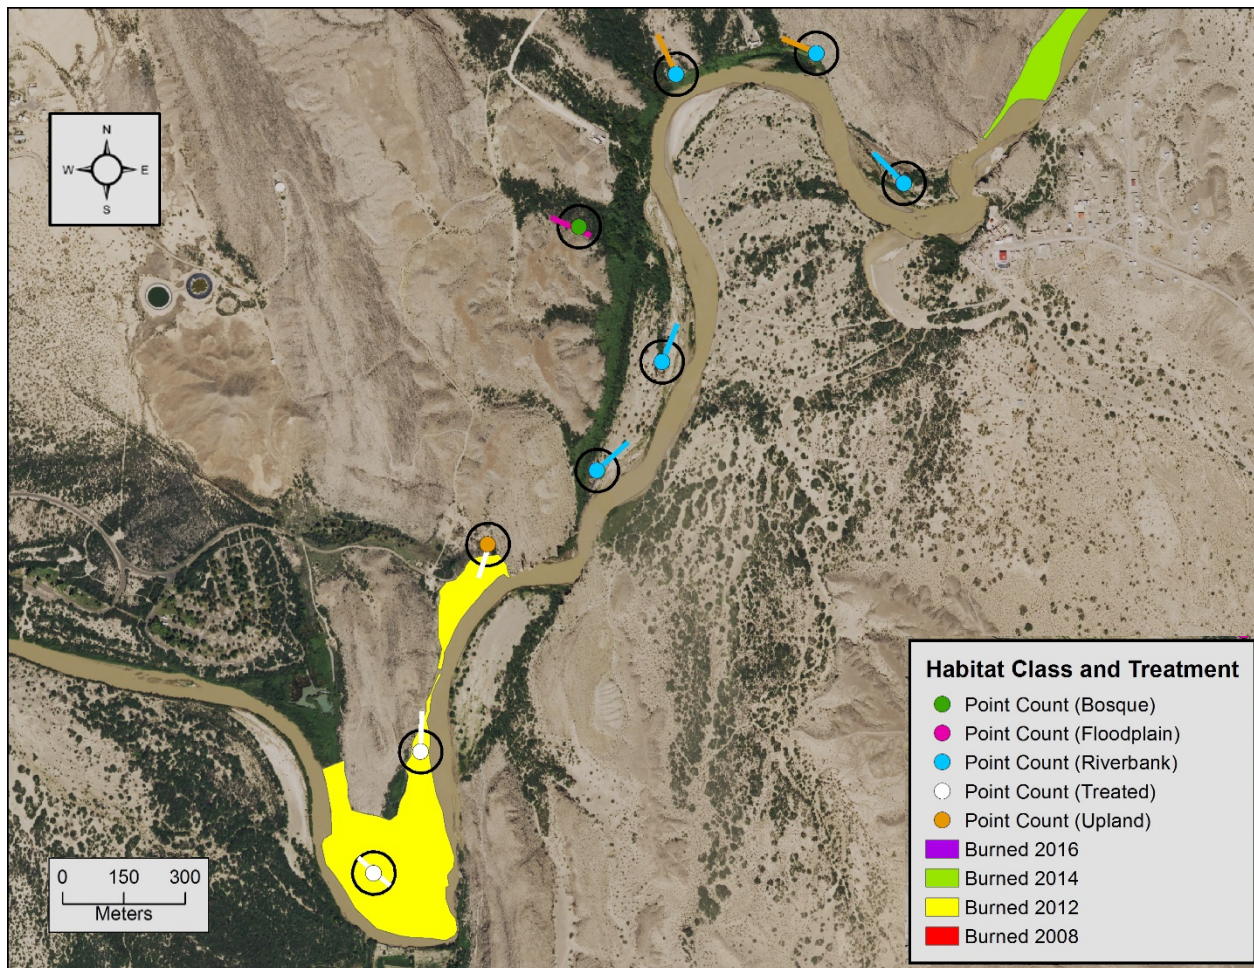 N
W E
S
Habitat Class and Treatment
Point Count (Bosque)
Point Count (Floodplain)
Point Count (Riverbank)
Point Count (Treated)
Point Count (Upland)
Burned 2016
Burned 2014
Burned 2012
Burned 2008
0 150 300
Meters